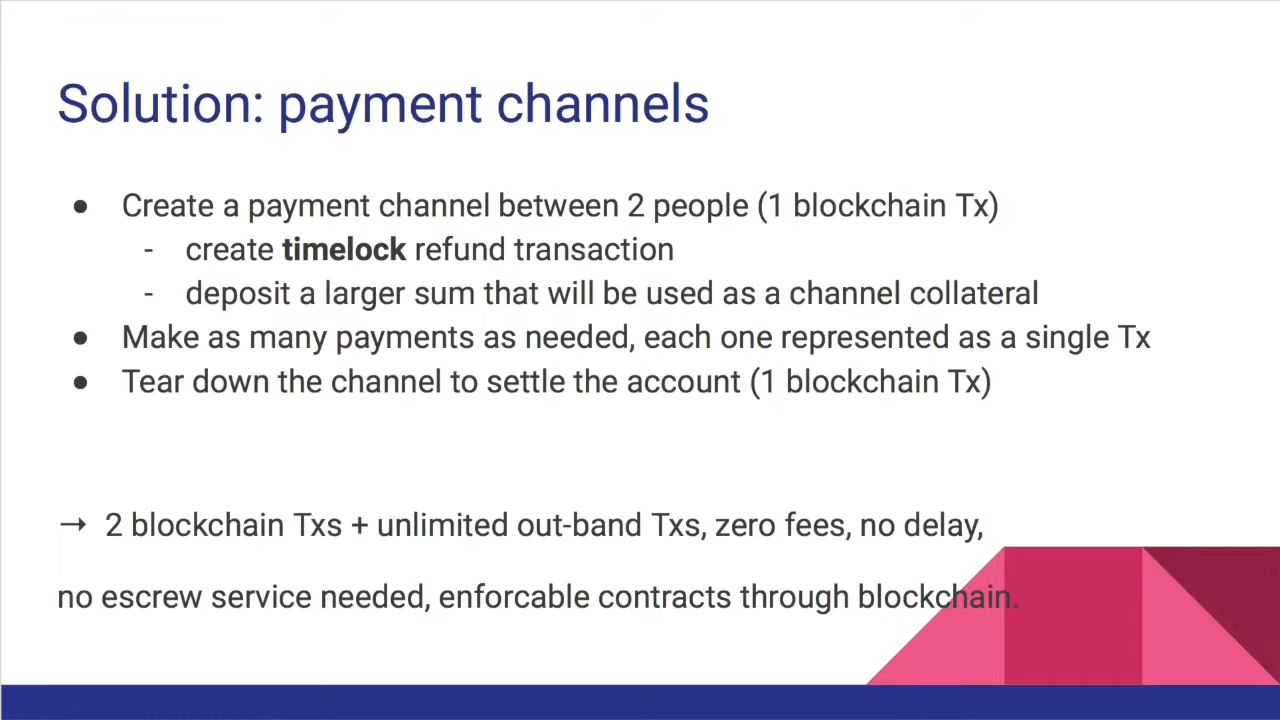 Solution: payment channels
● Create a payment channel between 2 people (1 blockchain Tx)
- create timelock refund transaction
- deposit a larger sum that will be used as a channel collateral
● Make as many payments as needed, each one represented as a single Tx
● Tear down the channel to settle the account (1 blockchain Tx)
→ 2 blockchain Txs + unlimited out-band Txs, zero fees, no delay,
no escrow service needed, enforcable contracts through blockchain.